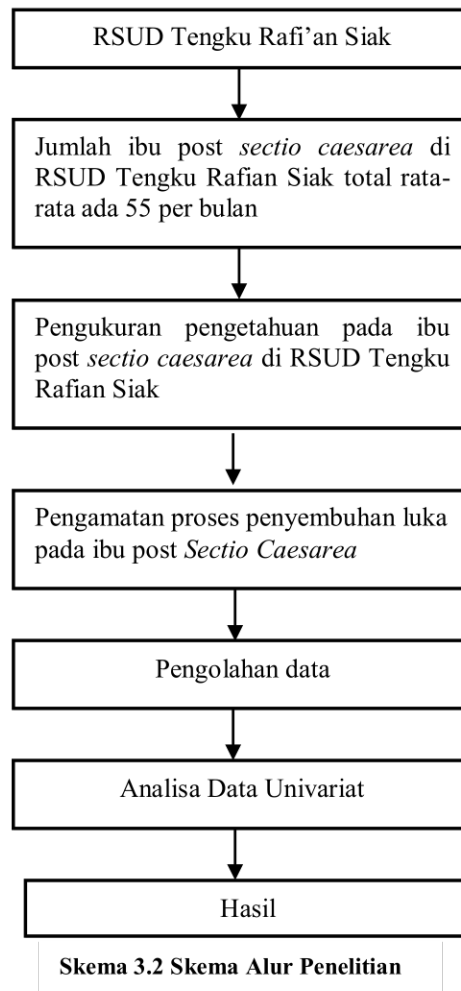 RSUD Tengku Rafi’an Siak
Jumlah ibu post sectio caesarea di
RSUD Tengku Rafian Siak total rata-
rata ada 55 per bulan
Pengukuran pengetahuan pada ibu
post sectio caesarea di RSUD Tengku
Rafian Siak
Pengamatan proses penyembuhan luka
pada ibu post Sectio Caesarea
Pengolahan data
Analisa Data Univariat
Hasil
Skema 3.2 Skema Alur Penelitian